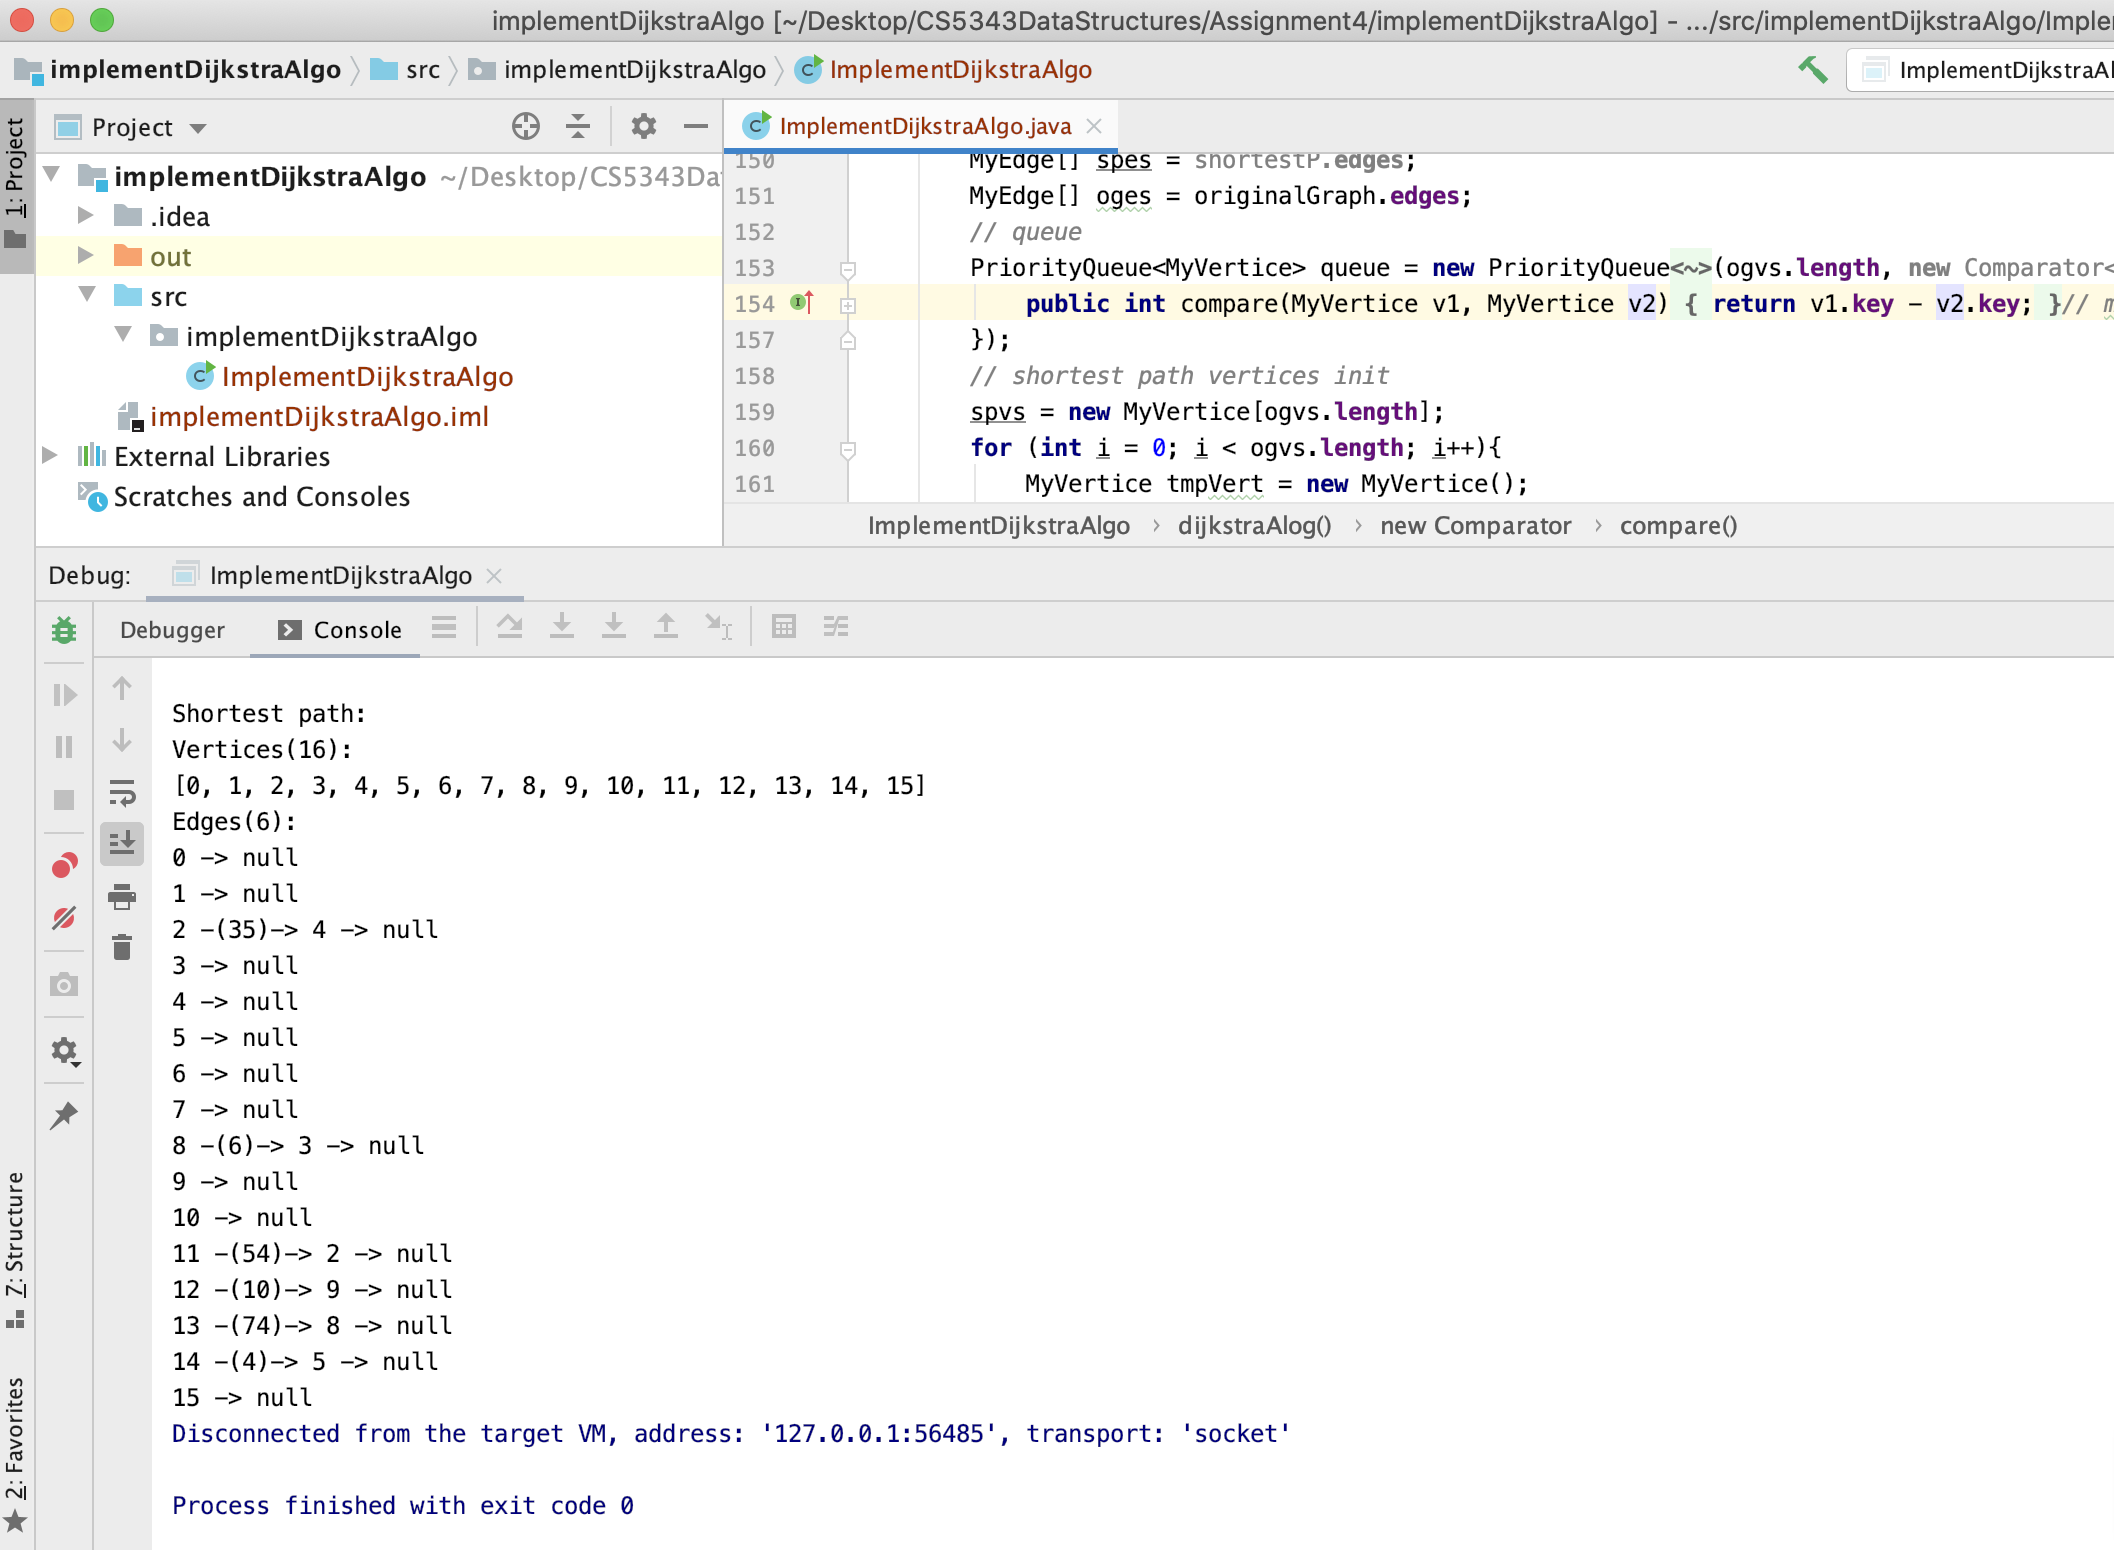 implementDijkstraAlgo [~/Desktop/CS5343DataStructures/Assignment4/implementDijkstraAlgo] - .../src/implementDijkstraAlgo/Imple
implementDijkstraAlgo
src
implementDijkstraAlgo
ImplementDijkstraAlgo
ImplementDijkstraAl
1: Project
Project
ImplementDijkstraAlgo.java
implementDijkstraAlgo ~/Desktop/CS5343Da
.idea
out
src
implementDijkstraAlgo
ImplementDijkstraAlgo
implementDijkstraAlgo.iml
External Libraries
Scratches and Consoles
150 MyEdge[] spes = shortestP.edges;
151 MyEdge[] oges = originalGraph.edges;
152 // queue
153 PriorityQueue<MyVertice> queue = new PriorityQueue<~>(ogvs.length, new Comparator<
154 public int compare(MyVertice v1, MyVertice v2) { return v1.key - v2.key; }// m
157 });
158 // shortest path vertices init
159 spvs = new MyVertice[ogvs.length];
160 for (int i = 0; i < ogvs.length; i++){
161 MyVertice tmpVert = new MyVertice();
ImplementDijkstraAlgo › dijkstraAlog() › new Comparator › compare()
Debug: ImplementDijkstraAlgo
Debugger Console
Shortest path:
Vertices(16):
[0, 1, 2, 3, 4, 5, 6, 7, 8, 9, 10, 11, 12, 13, 14, 15]
Edges(6):
0 -> null
1 -> null
2 -(35)-> 4 -> null
3 -> null
4 -> null
5 -> null
6 -> null
7 -> null
8 -(6)-> 3 -> null
9 -> null
10 -> null
11 -(54)-> 2 -> null
12 -(10)-> 9 -> null
13 -(74)-> 8 -> null
14 -(4)-> 5 -> null
15 -> null
Disconnected from the target VM, address: '127.0.0.1:56485', transport: 'socket'
Process finished with exit code 0
7: Structure
2: Favorites